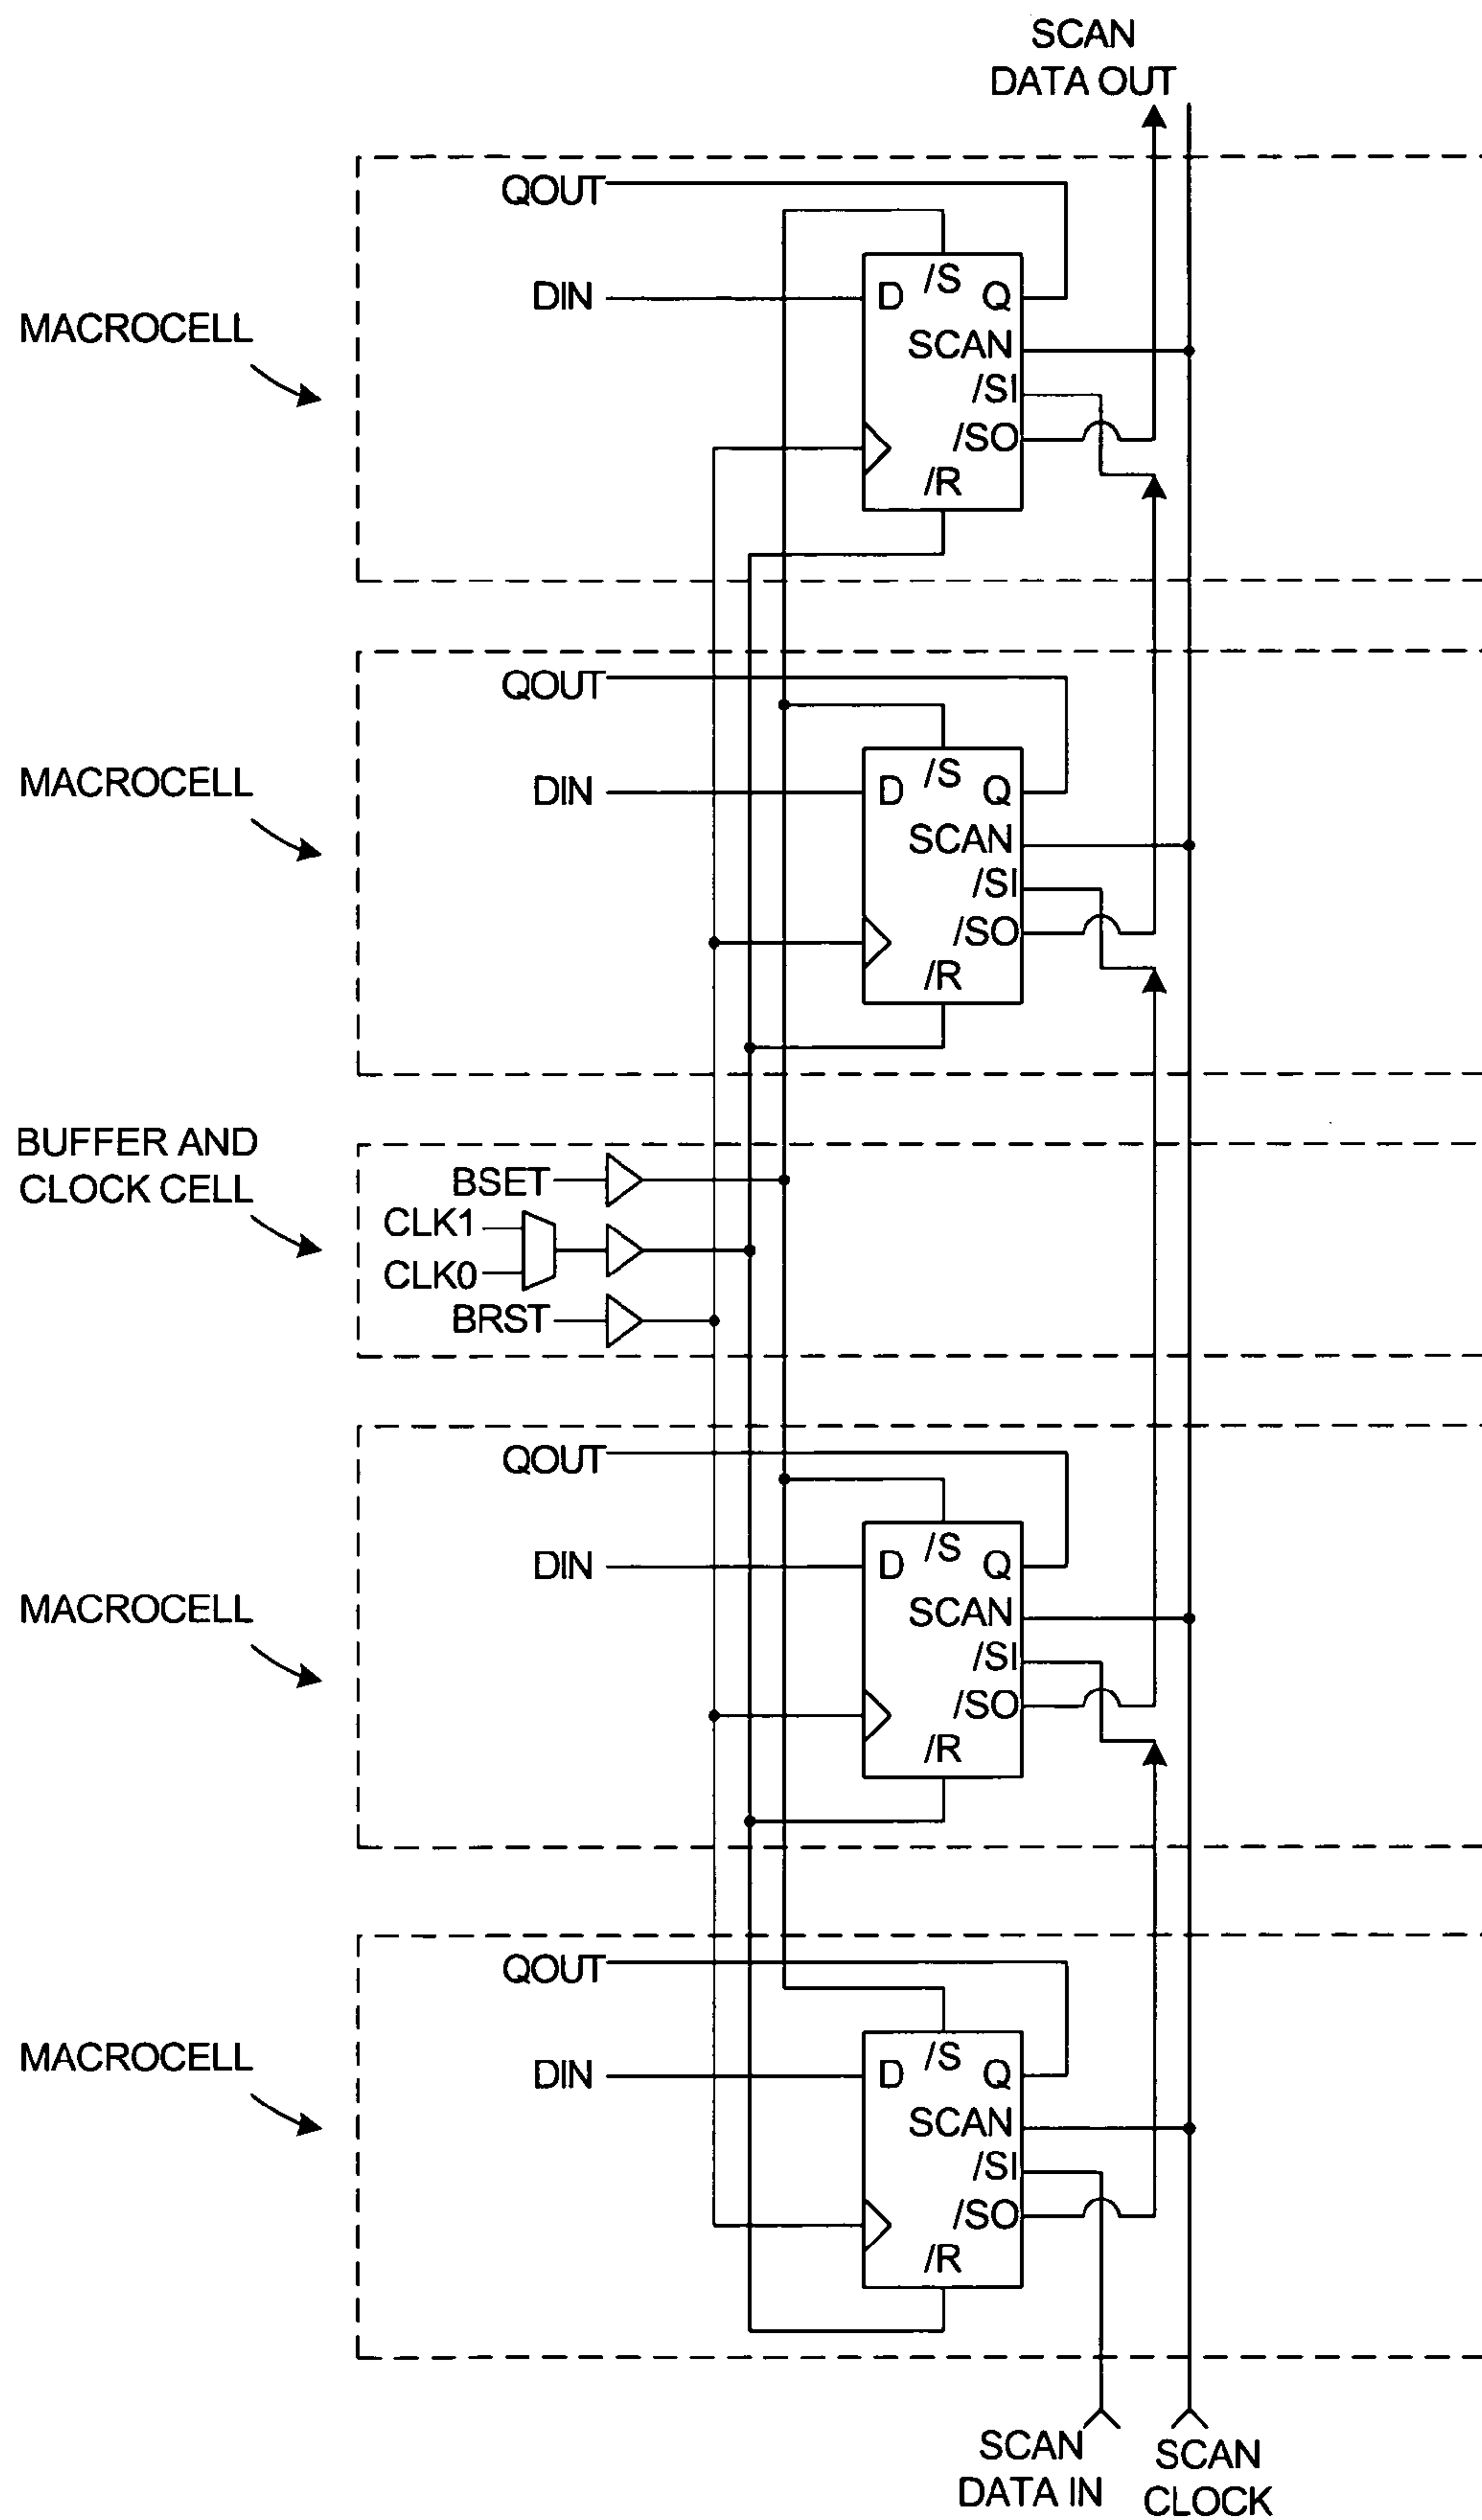 SCAN
DATA OUT
QOUT
/S
DIN
D
Q
MACROCELL
SCAN
/SI
/SO
/R
QOUT
/S
DIN
D
Q
MACROCELL
SCAN
/SI
/SO
/R
BUFFER AND
CLOCK CELL
BSET
CLK1
CLK0
BRST
QOUT
/S
DIN
D
Q
MACROCELL
SCAN
/SI
/SO
/R
QOUT
/S
DIN
D
Q
MACROCELL
SCAN
/SI
/SO
/R
SCAN
DATA IN
SCAN
CLOCK